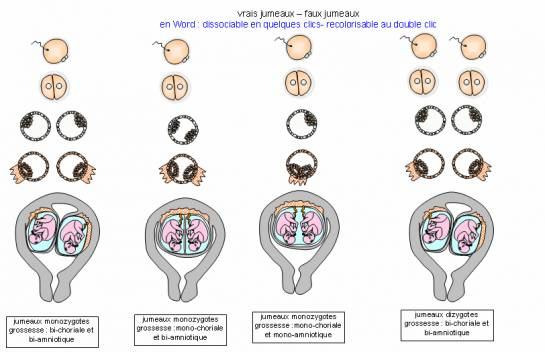 vrais jumeaux – faux jumeaux
en Word : dissociable en quelques clics- recolorisable au double clic
jumeaux monozygotes
grossesse : bi-choriale et
bi-amniotique
jumeaux monozygotes
grossesse : mono-choriale
et bi-amniotique
jumeaux monozygotes
grossesse : mono-choriale
et mono-amniotique
jumeaux dizygotes
grossesse : bi-choriale et
bi-amniotique